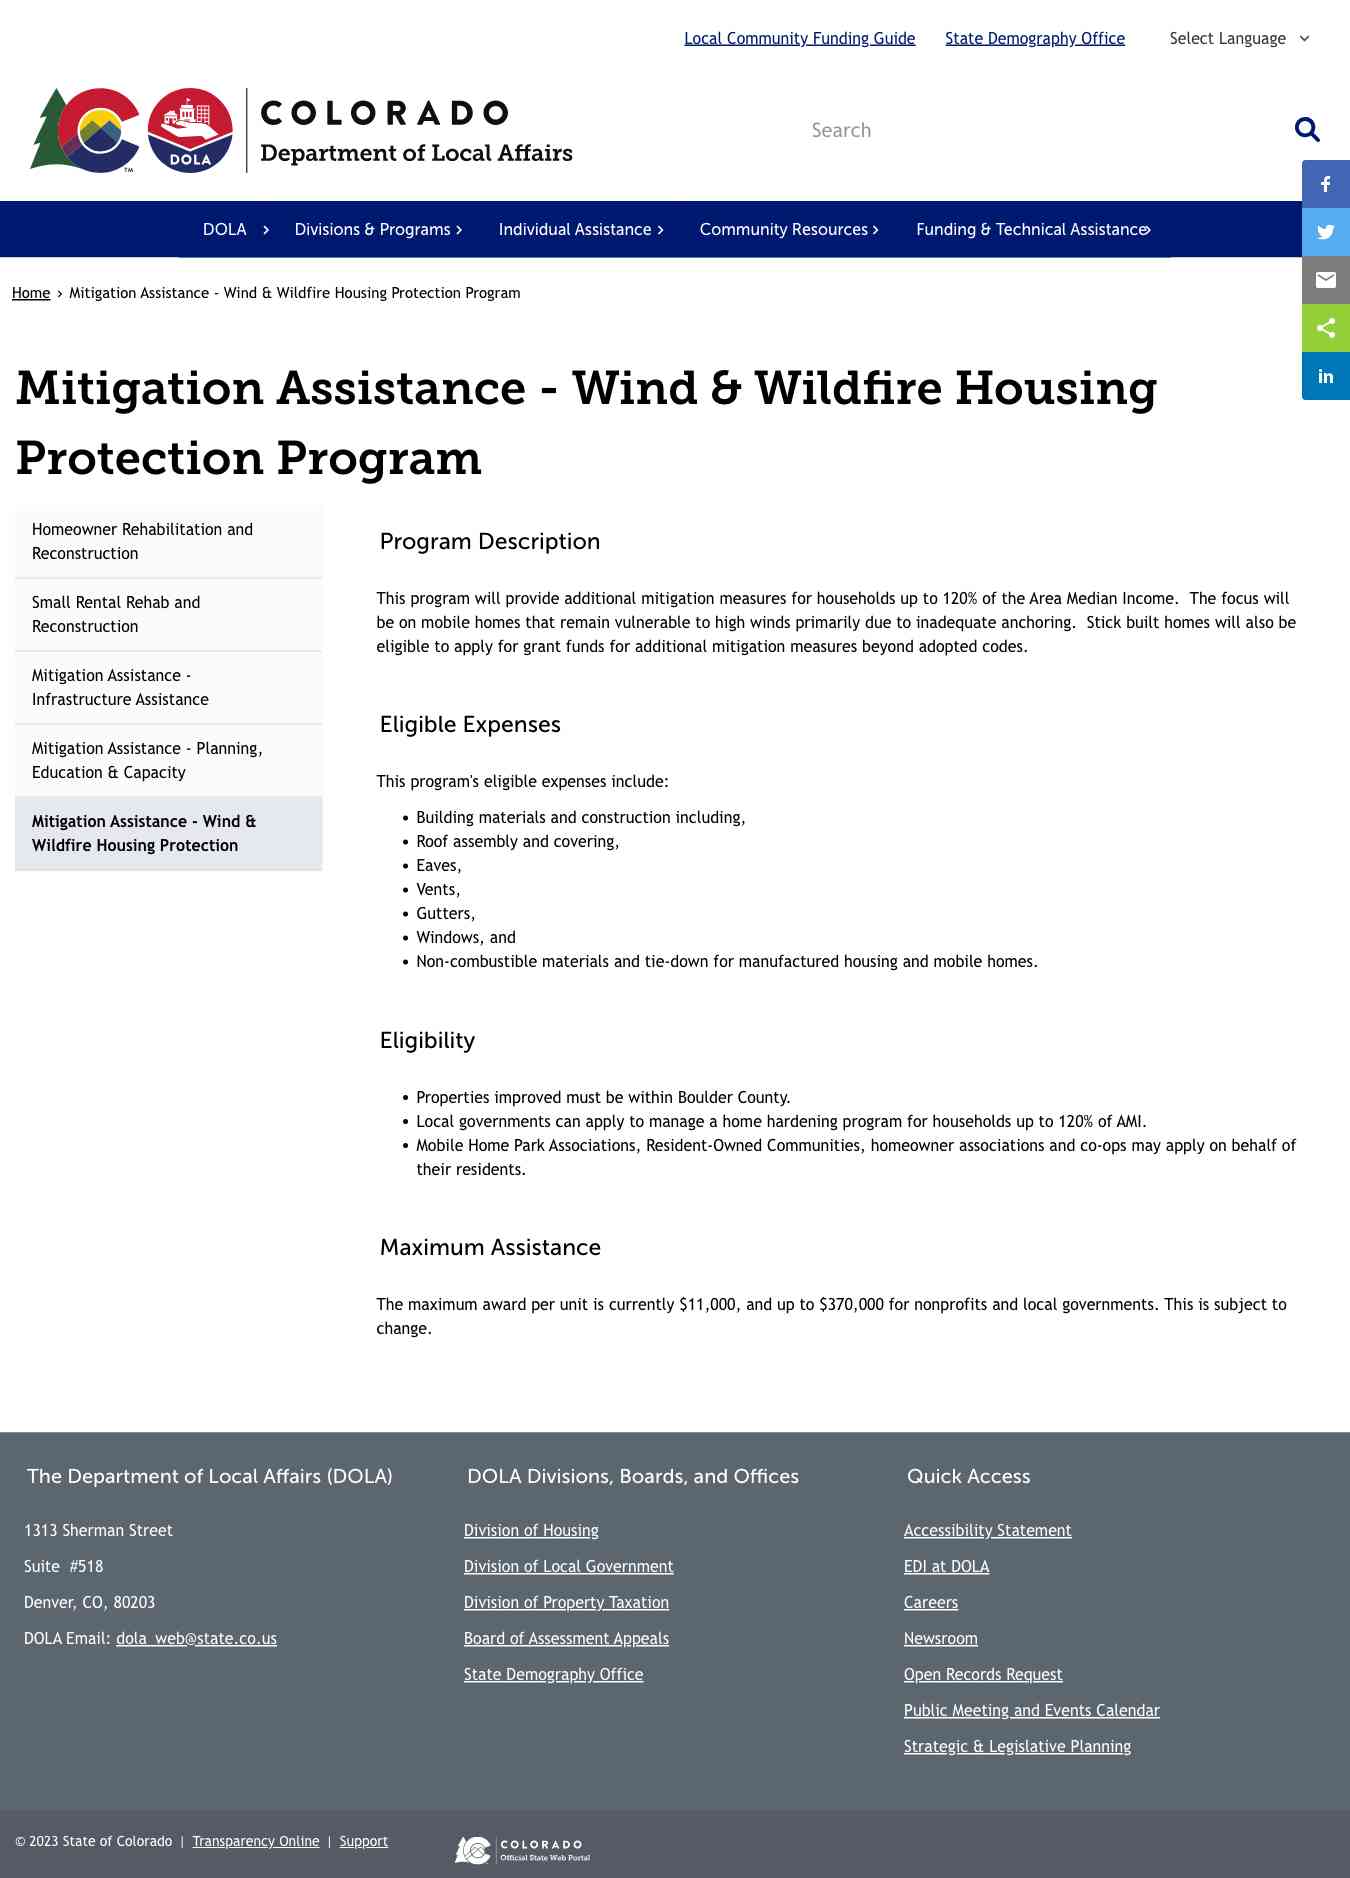 Local Community Funding Guide State Demography Office Select Language
COLORADO
Department of Local Affairs
DOLA
TM
Search
DOLA Divisions & Programs Individual Assistance Community Resources Funding & Technical Assistance
Home › Mitigation Assistance - Wind & Wildfire Housing Protection Program
Mitigation Assistance - Wind & Wildfire Housing
Protection Program
Homeowner Rehabilitation and
Reconstruction
Small Rental Rehab and
Reconstruction
Mitigation Assistance -
Infrastructure Assistance
Mitigation Assistance - Planning,
Education & Capacity
Mitigation Assistance - Wind &
Wildfire Housing Protection
Program Description
This program will provide additional mitigation measures for households up to 120% of the Area Median Income.  The focus will
be on mobile homes that remain vulnerable to high winds primarily due to inadequate anchoring.  Stick built homes will also be
eligible to apply for grant funds for additional mitigation measures beyond adopted codes.
Eligible Expenses
This program's eligible expenses include:
• Building materials and construction including,
• Roof assembly and covering,
• Eaves,
• Vents,
• Gutters,
• Windows, and
• Non-combustible materials and tie-down for manufactured housing and mobile homes.
Eligibility
• Properties improved must be within Boulder County.
• Local governments can apply to manage a home hardening program for households up to 120% of AMI.
• Mobile Home Park Associations, Resident-Owned Communities, homeowner associations and co-ops may apply on behalf of
their residents.
Maximum Assistance
The maximum award per unit is currently $11,000, and up to $370,000 for nonprofits and local governments. This is subject to
change.
The Department of Local Affairs (DOLA)
1313 Sherman Street
Suite  #518
Denver, CO, 80203
DOLA Email: dola_web@state.co.us
DOLA Divisions, Boards, and Offices
Division of Housing
Division of Local Government
Division of Property Taxation
Board of Assessment Appeals
State Demography Office
Quick Access
Accessibility Statement
EDI at DOLA
Careers
Newsroom
Open Records Request
Public Meeting and Events Calendar
Strategic & Legislative Planning
© 2023 State of Colorado | Transparency Online | Support
COLORADO
Official State Web Portal